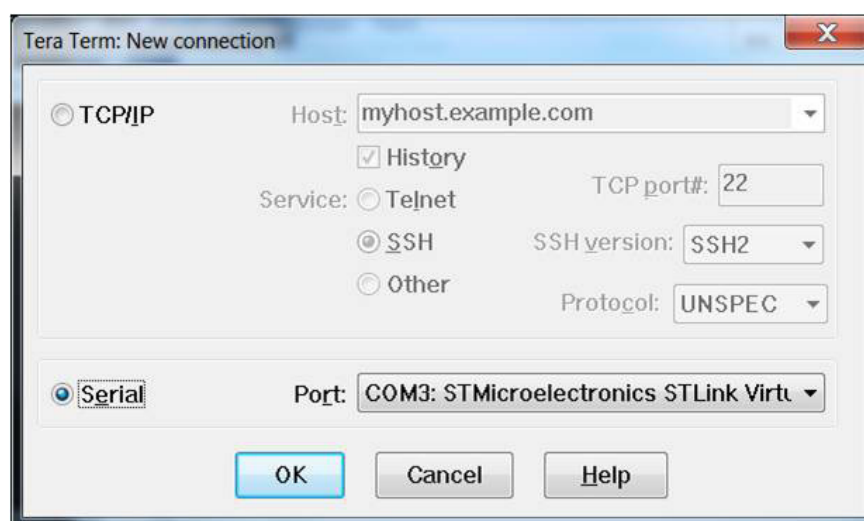 Tera Term: New connection
TCP/IP Host: myhost.example.com
History
Service: Telnet TCP port#: 22
SSH SSH version: SSH2
Other Protocol: UNSPEC
Serial Port: COM3: STMicroelectronics STLink
OK Cancel Help